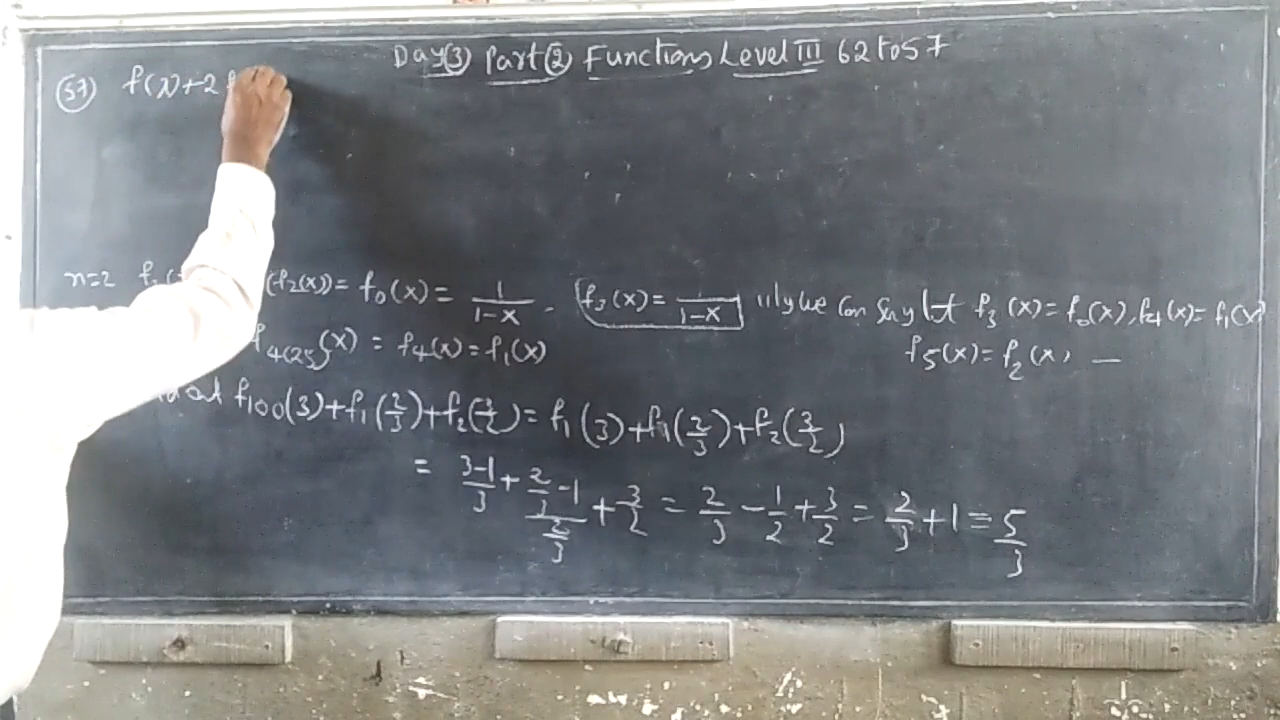 Day(3) Part(2) Functions Level III 62 to 57
(57) f(x)+2
n=2 (f₂(x))= f₀(x)= 1/(1-x) . f₃(x)= 1/(1-x) |||ly we can say that f₃(x)=f₀(x), f₄(x)=f₁(x)
f₄₍₂₅₎(x) = f₄(x)=f₁(x)
f₅(x)=f₂(x), —
f₁₀₀(3)+f₁(2/3)+f₂(3/2)= f₁(3)+f₁(2/3)+f₂(3/2)
= (3-1)/3 + (2/3-1)/(2/3) + 3/2 = 2/3 - 1/2 + 3/2 = 2/3 +1 = 5/3